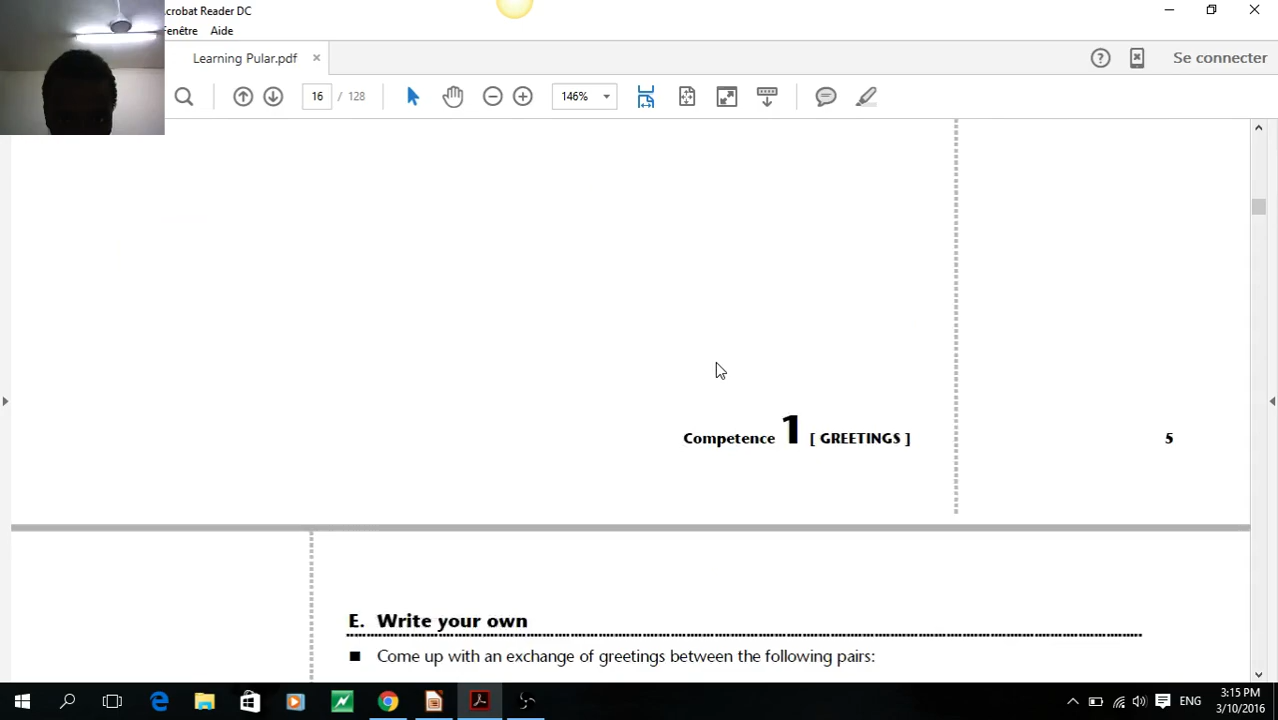 crobat Reader DC
enêtre Aide
Learning Pular.pdf
Se connecter
16 / 128
146%
Competence 1 [ GREETINGS ]
5
E. Write your own
Come up with an exchange of greetings between the following pairs:
ENG
3:15 PM
3/10/2016